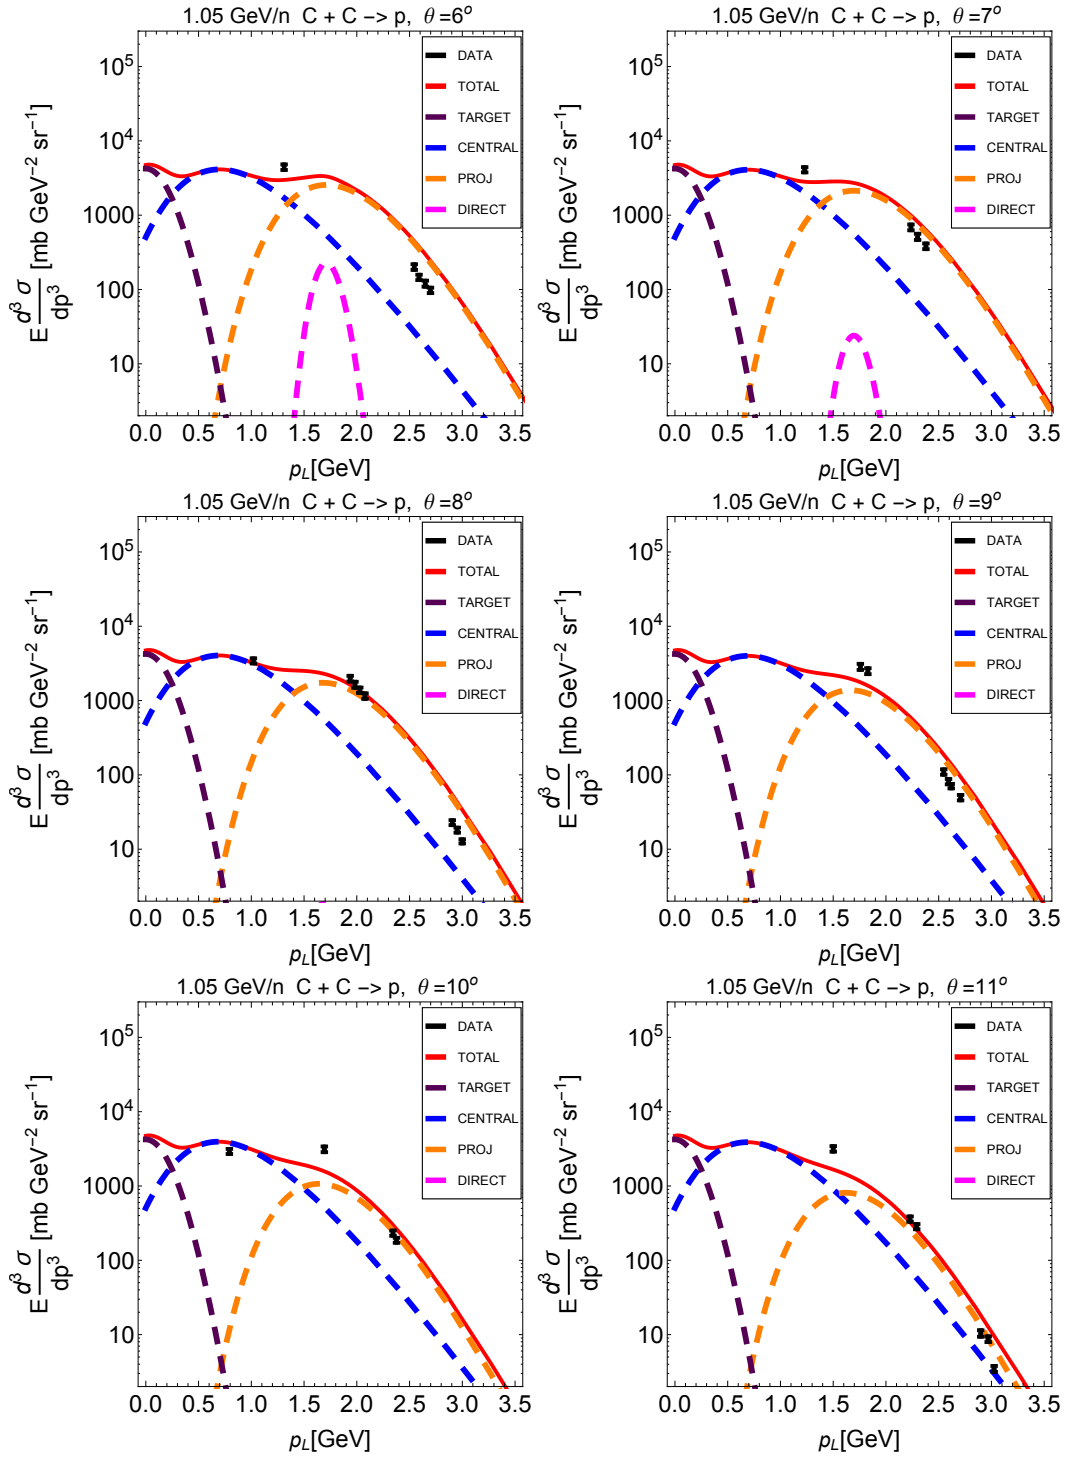 1.05 GeV/n C + C -> p, θ =6°
10⁵
10⁴
1000
100
10
E d³ σ / dp³ [mb GeV⁻² sr⁻¹]
DATA
TOTAL
TARGET
CENTRAL
PROJ
DIRECT
0.0 0.5 1.0 1.5 2.0 2.5 3.0 3.5
p_L[GeV]
1.05 GeV/n C + C -> p, θ =7°
10⁵
10⁴
1000
100
10
E d³ σ / dp³ [mb GeV⁻² sr⁻¹]
DATA
TOTAL
TARGET
CENTRAL
PROJ
DIRECT
0.0 0.5 1.0 1.5 2.0 2.5 3.0 3.5
p_L[GeV]
1.05 GeV/n C + C -> p, θ =8°
10⁵
10⁴
1000
100
10
E d³ σ / dp³ [mb GeV⁻² sr⁻¹]
DATA
TOTAL
TARGET
CENTRAL
PROJ
DIRECT
0.0 0.5 1.0 1.5 2.0 2.5 3.0 3.5
p_L[GeV]
1.05 GeV/n C + C -> p, θ =9°
10⁵
10⁴
1000
100
10
E d³ σ / dp³ [mb GeV⁻² sr⁻¹]
DATA
TOTAL
TARGET
CENTRAL
PROJ
DIRECT
0.0 0.5 1.0 1.5 2.0 2.5 3.0 3.5
p_L[GeV]
1.05 GeV/n C + C -> p, θ =10°
10⁵
10⁴
1000
100
10
E d³ σ / dp³ [mb GeV⁻² sr⁻¹]
DATA
TOTAL
TARGET
CENTRAL
PROJ
DIRECT
0.0 0.5 1.0 1.5 2.0 2.5 3.0 3.5
p_L[GeV]
1.05 GeV/n C + C -> p, θ =11°
10⁵
10⁴
1000
100
10
E d³ σ / dp³ [mb GeV⁻² sr⁻¹]
DATA
TOTAL
TARGET
CENTRAL
PROJ
DIRECT
0.0 0.5 1.0 1.5 2.0 2.5 3.0 3.5
p_L[GeV]